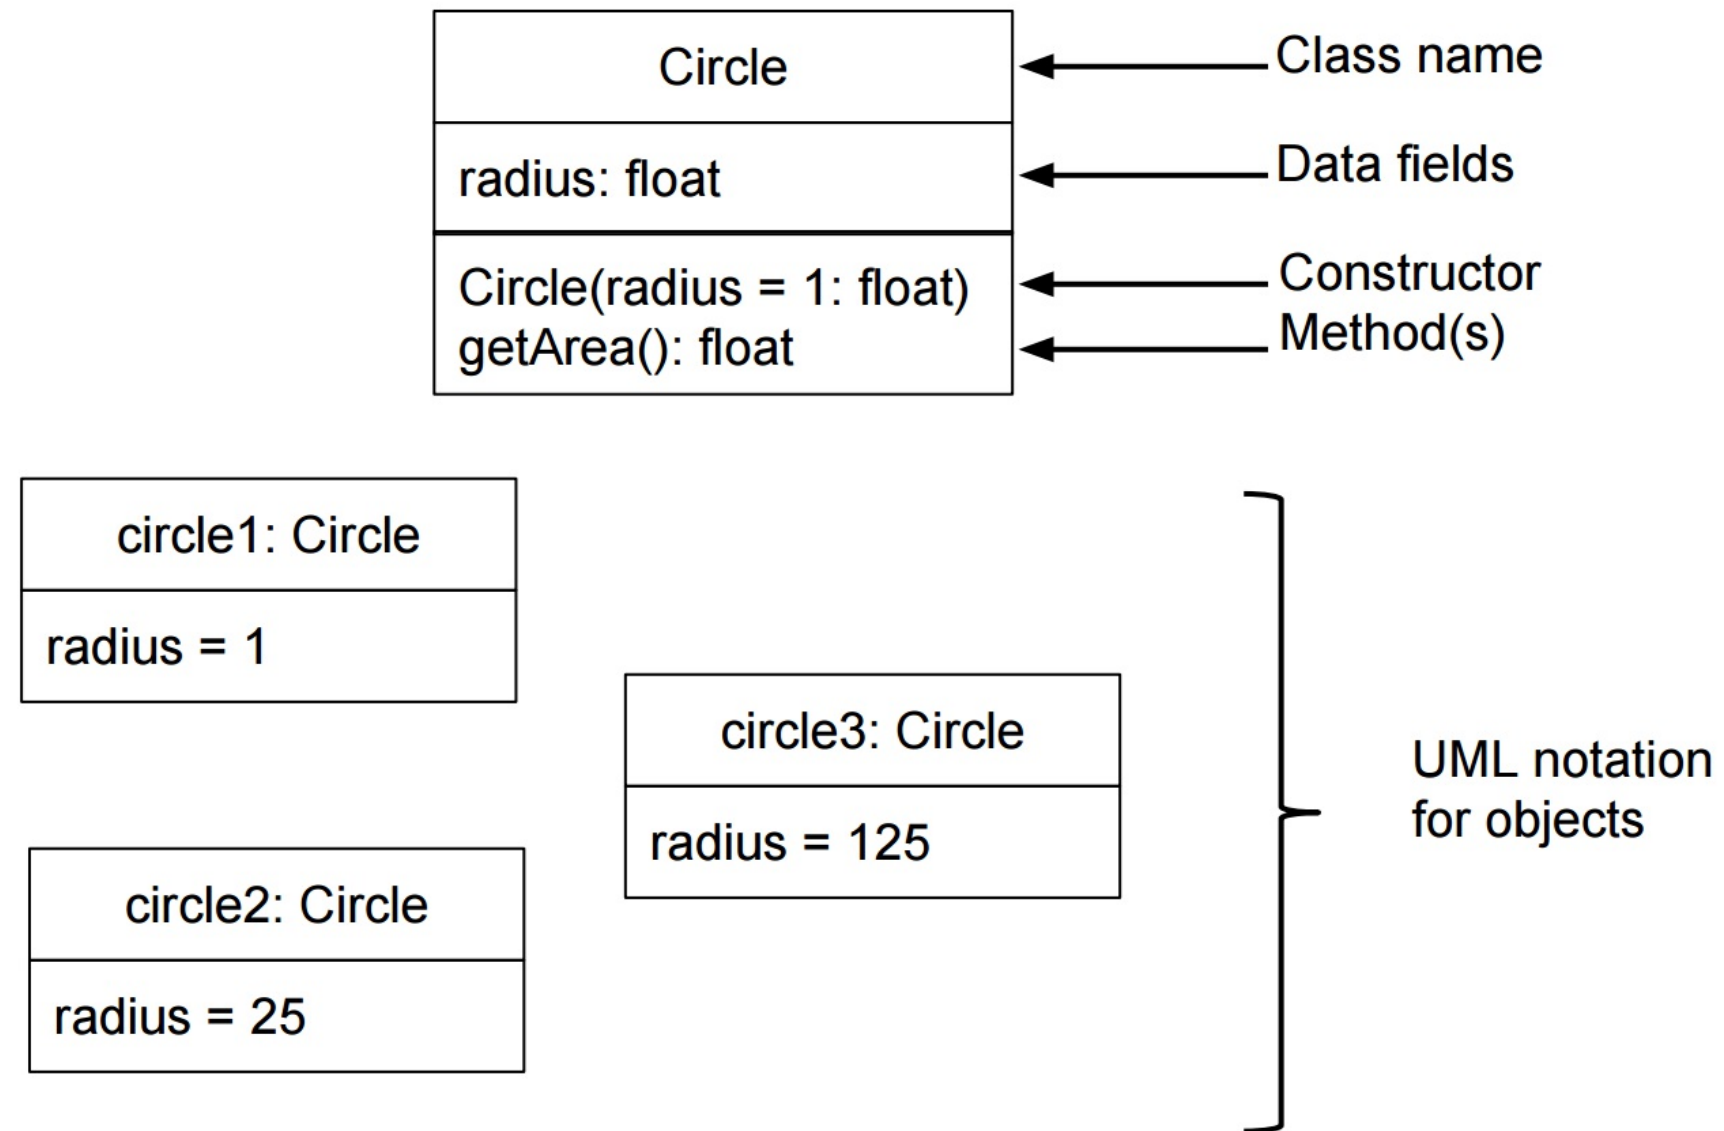 Circle
Class name
radius: float
Data fields
Circle(radius = 1: float)
Constructor
getArea(): float
Method(s)
circle1: Circle
radius = 1
circle3: Circle
radius = 125
UML notation
for objects
circle2: Circle
radius = 25